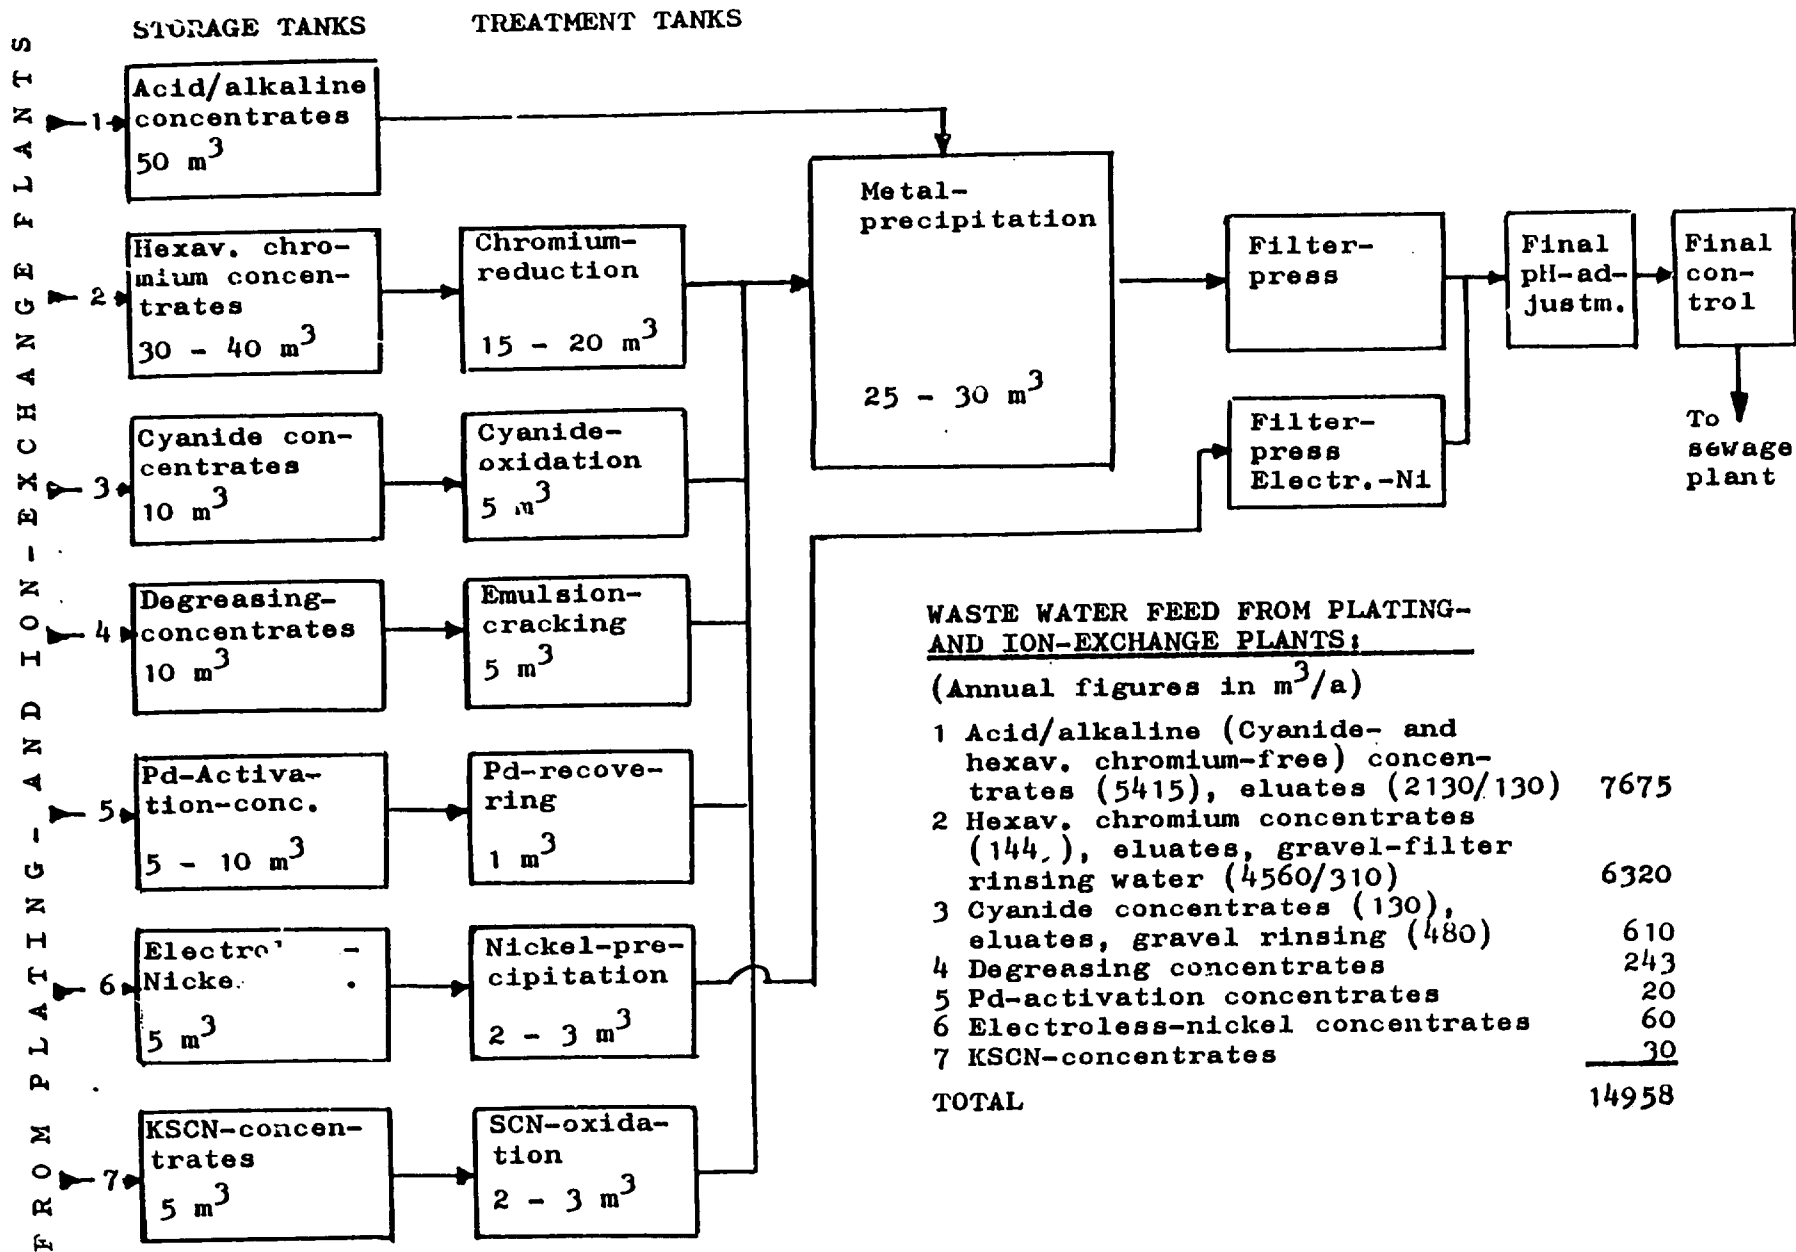 STORAGE TANKS
TREATMENT TANKS
FROM PLATING- AND ION-EXCHANGE PLANTS
1
Acid/alkaline
concentrates
50 m³
2
Hexav. chro-
mium concen-
trates
30 - 40 m³
Chromium-
reduction
15 - 20 m³
3
Cyanide con-
centrates
10 m³
Cyanide-
oxidation
5 m³
4
Degreasing-
concentrates
10 m³
Emulsion-
cracking
5 m³
5
Pd-Activa-
tion-conc.
5 - 10 m³
Pd-recove-
ring
1 m³
6
5 m³
Nickel-pre-
cipitation
2 - 3 m³
7
KSCN-concen-
trates
5 m³
SCN-oxida-
tion
2 - 3 m³
Metal-
precipitation
25 - 30 m³
Filter-
press
Filter-
press
Electr.-Ni
Final
pH-ad-
justm.
Final
con-
trol
To
sewage
plant
WASTE WATER FEED FROM PLATING-
AND ION-EXCHANGE PLANTS:
(Annual figures in m³/a)
1 Acid/alkaline (Cyanide- and
hexav. chromium-free) concen-
trates (5415), eluates (2130/130) 7675
2 Hexav. chromium concentrates
eluates, gravel-filter
rinsing water (4560/310) 6320
3 Cyanide concentrates (130),
eluates, gravel rinsing (480) 610
4 Degreasing concentrates 243
5 Pd-activation concentrates 20
6 Electroless-nickel concentrates 60
7 KSCN-concentrates 30
TOTAL 14958